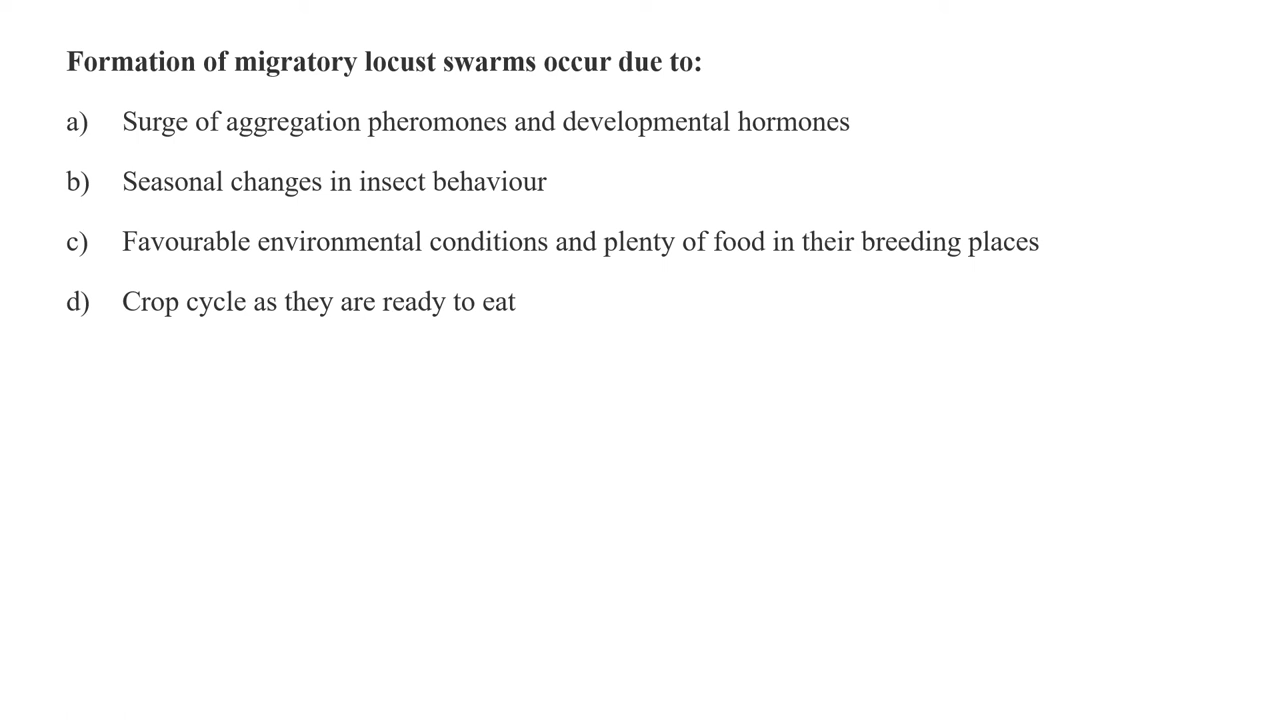 Formation of migratory locust swarms occur due to:
a) Surge of aggregation pheromones and developmental hormones
b) Seasonal changes in insect behaviour
c) Favourable environmental conditions and plenty of food in their breeding places
d) Crop cycle as they are ready to eat